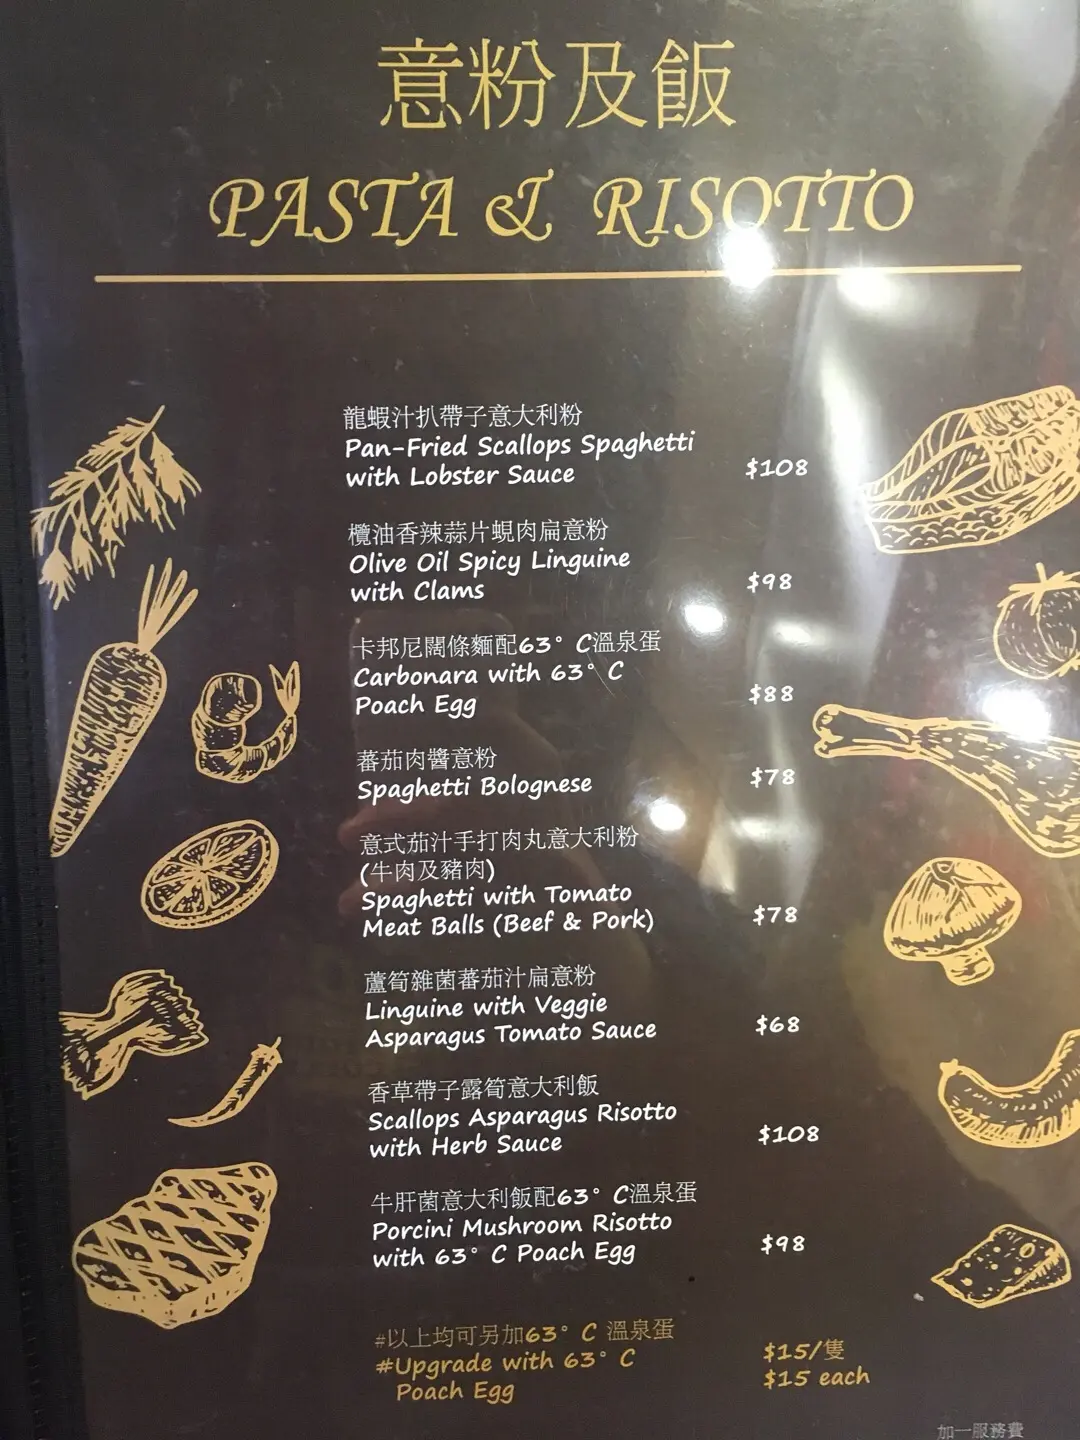 意粉及飯
PASTA & RISOTTO
龍蝦汁扒帶子意大利粉
Pan-Fried Scallops Spaghetti
with Lobster Sauce $108
欖油香辣蒜片蜆肉扁意粉
Olive Oil Spicy Linguine
with Clams $98
卡邦尼闊條麵配63° C溫泉蛋
Carbonara with 63° C
Poach Egg $88
蕃茄肉醬意粉
Spaghetti Bolognese $78
意式茄汁手打肉丸意大利粉
(牛肉及豬肉)
Spaghetti with Tomato
Meat Balls (Beef & Pork) $78
蘆筍雜菌蕃茄汁扁意粉
Linguine with Veggie
Asparagus Tomato Sauce $68
香草帶子露筍意大利飯
Scallops Asparagus Risotto
with Herb Sauce $108
牛肝菌意大利飯配63° C溫泉蛋
Porcini Mushroom Risotto
with 63° C Poach Egg $98
#以上均可另加63° C 溫泉蛋 $15/隻
#Upgrade with 63° C $15 each
Poach Egg
加一服務費